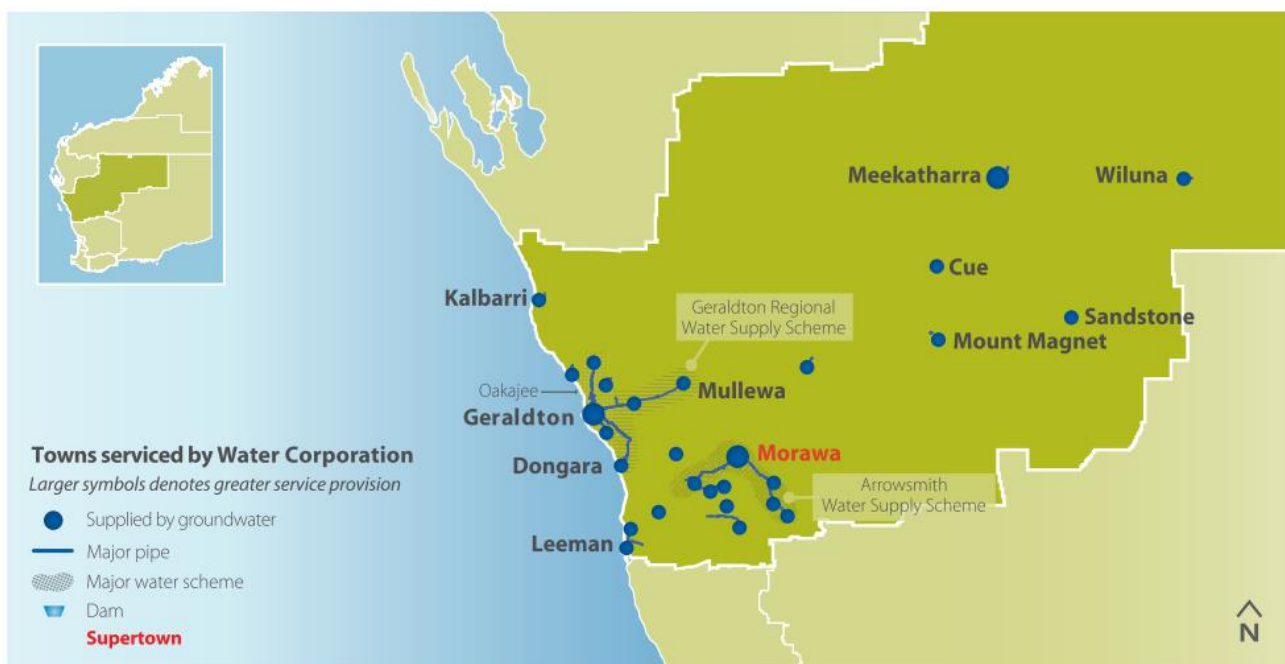 Meekatharra
Wiluna
Cue
Kalbarri
Geraldton Regional
Water Supply Scheme
Sandstone
Mount Magnet
Oakajee
Mullewa
Geraldton
Towns serviced by Water Corporation
Larger symbols denotes greater service provision
Morawa
Dongara
Arrowsmith
Water Supply Scheme
Supplied by groundwater
Leeman
Major pipe
Major water scheme
Dam
Supertown
N